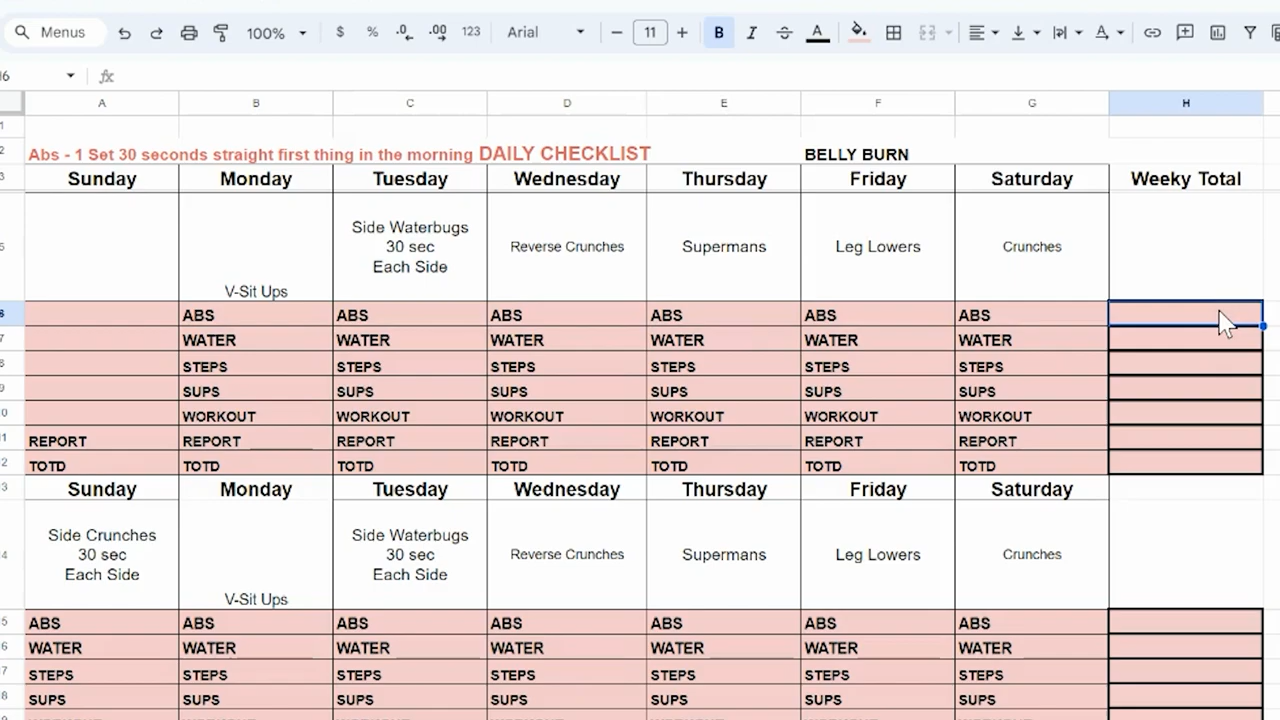 Menus 100% $ % .0 .00 123 Arial 11 B I A
A B C D E F G H
1
2 Abs - 1 Set 30 seconds straight first thing in the morning DAILY CHECKLIST BELLY BURN
3 Sunday Monday Tuesday Wednesday Thursday Friday Saturday Weeky Total
Side Waterbugs
30 sec
Each Side
Reverse Crunches Supermans Leg Lowers Crunches
V-Sit Ups
ABS ABS ABS ABS ABS ABS
WATER WATER WATER WATER WATER WATER
STEPS STEPS STEPS STEPS STEPS STEPS
SUPS SUPS SUPS SUPS SUPS SUPS
WORKOUT WORKOUT WORKOUT WORKOUT WORKOUT WORKOUT
REPORT REPORT REPORT REPORT REPORT REPORT REPORT
TOTD TOTD TOTD TOTD TOTD TOTD TOTD
Sunday Monday Tuesday Wednesday Thursday Friday Saturday
Side Crunches
30 sec
Each Side
V-Sit Ups
Side Waterbugs
30 sec
Each Side
Reverse Crunches Supermans Leg Lowers Crunches
ABS ABS ABS ABS ABS ABS ABS
WATER WATER WATER WATER WATER WATER WATER
STEPS STEPS STEPS STEPS STEPS STEPS STEPS
SUPS SUPS SUPS SUPS SUPS SUPS SUPS